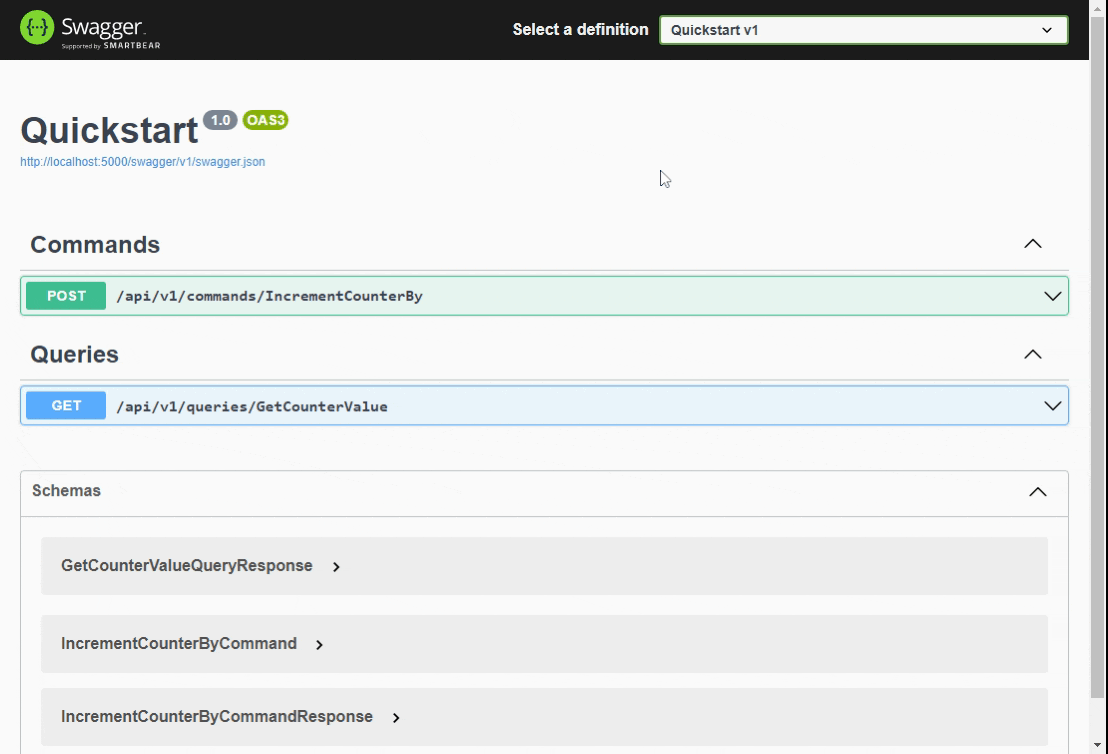 {··} Swagger.
Supported by SMARTBEAR
Select a definition
Quickstart v1
Quickstart 1.0 OAS3
http://localhost:5000/swagger/v1/swagger.json
Commands
POST /api/v1/commands/IncrementCounterBy
Queries
GET /api/v1/queries/GetCounterValue
Schemas
GetCounterValueQueryResponse
IncrementCounterByCommand
IncrementCounterByCommandResponse